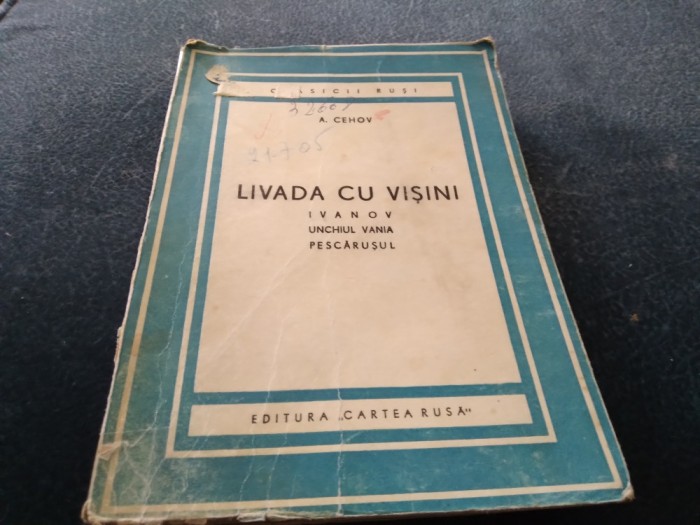 CLASICII RUȘI
A. CEHOV
LIVADA CU VIȘINI
IVANOV
UNCHIUL VANIA
PESCĂRUȘUL
EDITURA „CARTEA RUSĂ“